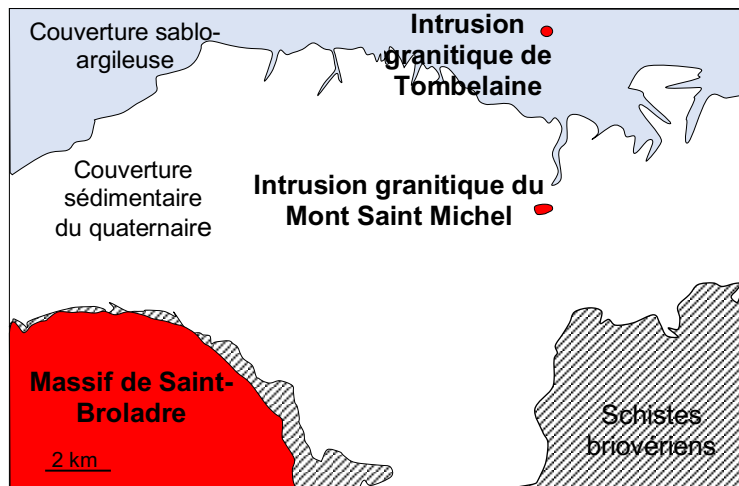 Couverture sablo-
argileuse
Intrusion
granitique de
Tombelaine
Couverture
sédimentaire
du quaternaire
Intrusion granitique du
Mont Saint Michel
Massif de Saint-
Broladre
2 km
Schistes
briovériens